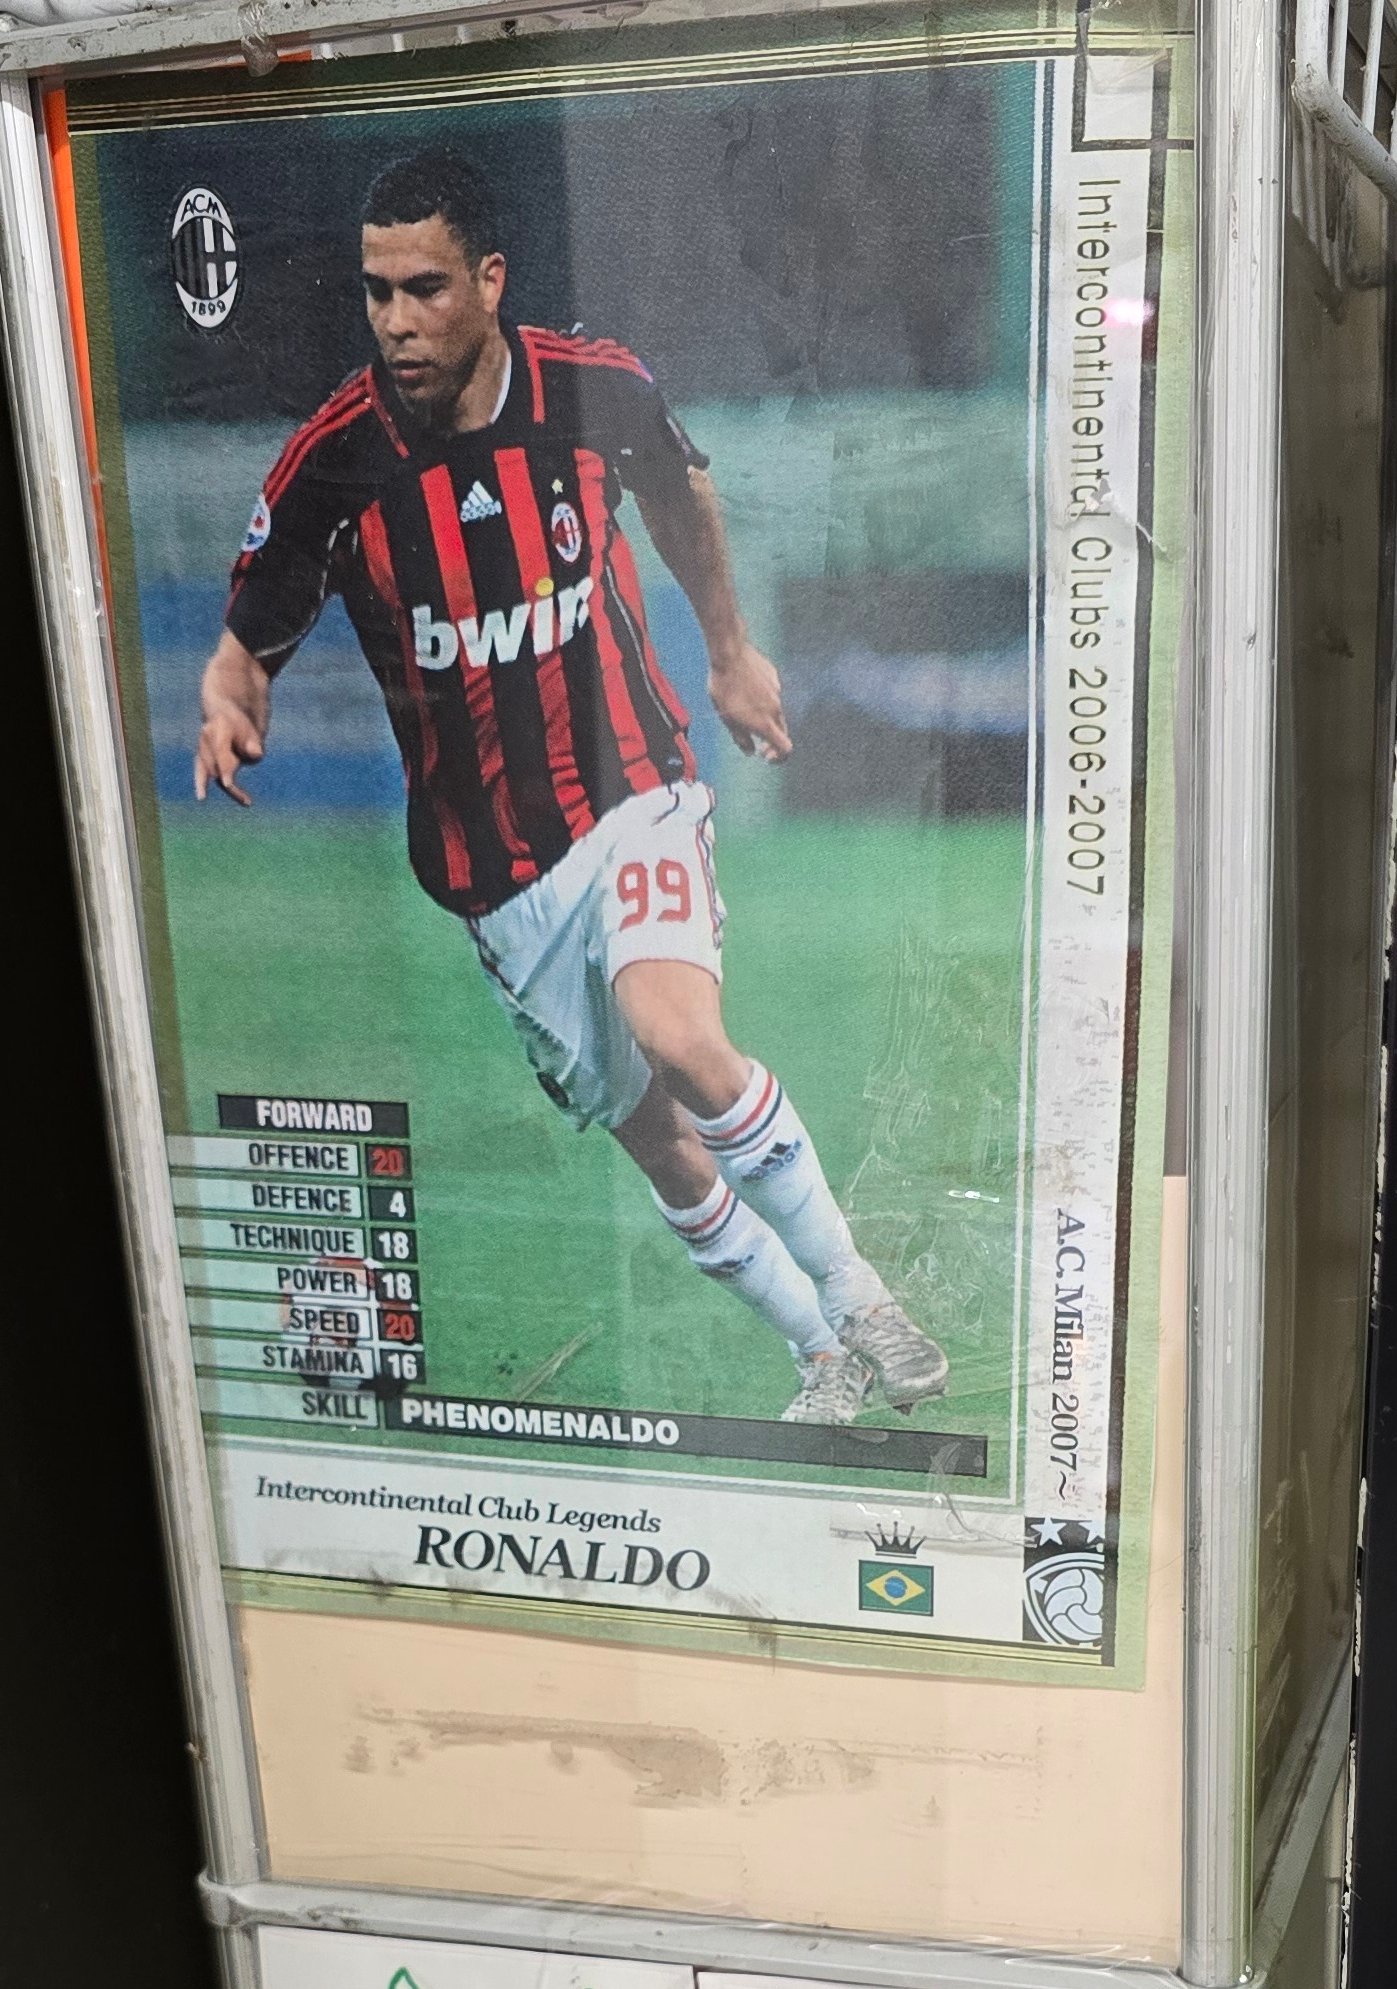 ACM
1899
adidas
bwin
99
FORWARD
OFFENCE 20
DEFENCE 4
TECHNIQUE 18
POWER 18
SPEED 20
STAMINA 16
SKILL PHENOMENALDO
Intercontinental Club Legends
RONALDO
Intercontinental Clubs 2006-2007
A.C.Milan 2007~